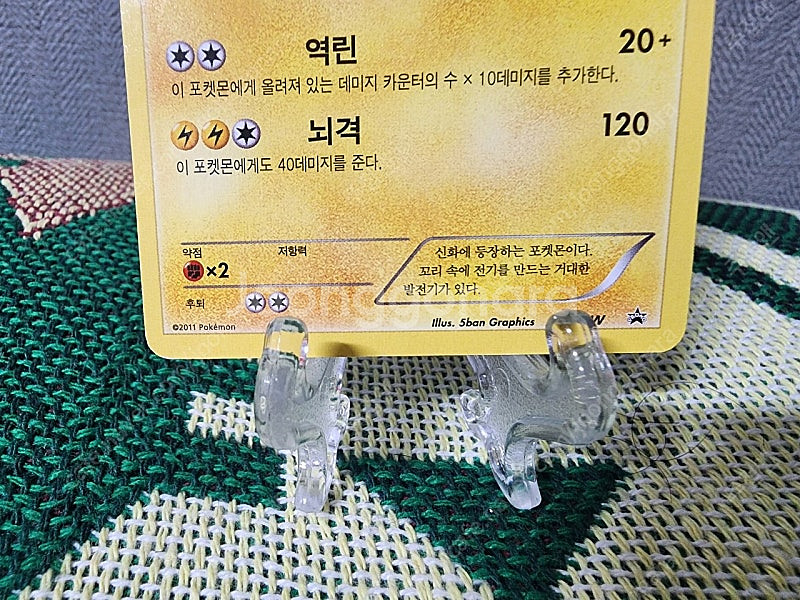 역린 20+
이 포켓몬에게 올려져 있는 데미지 카운터의 수 × 10데미지를 추가한다.
뇌격 120
이 포켓몬에게도 40데미지를 준다.
약점 저항력
×2
후퇴
신화에 등장하는 포켓몬이다.
꼬리 속에 전기를 만드는 거대한
발전기가 있다.
©2011 Pokémon Illus. 5ban Graphics